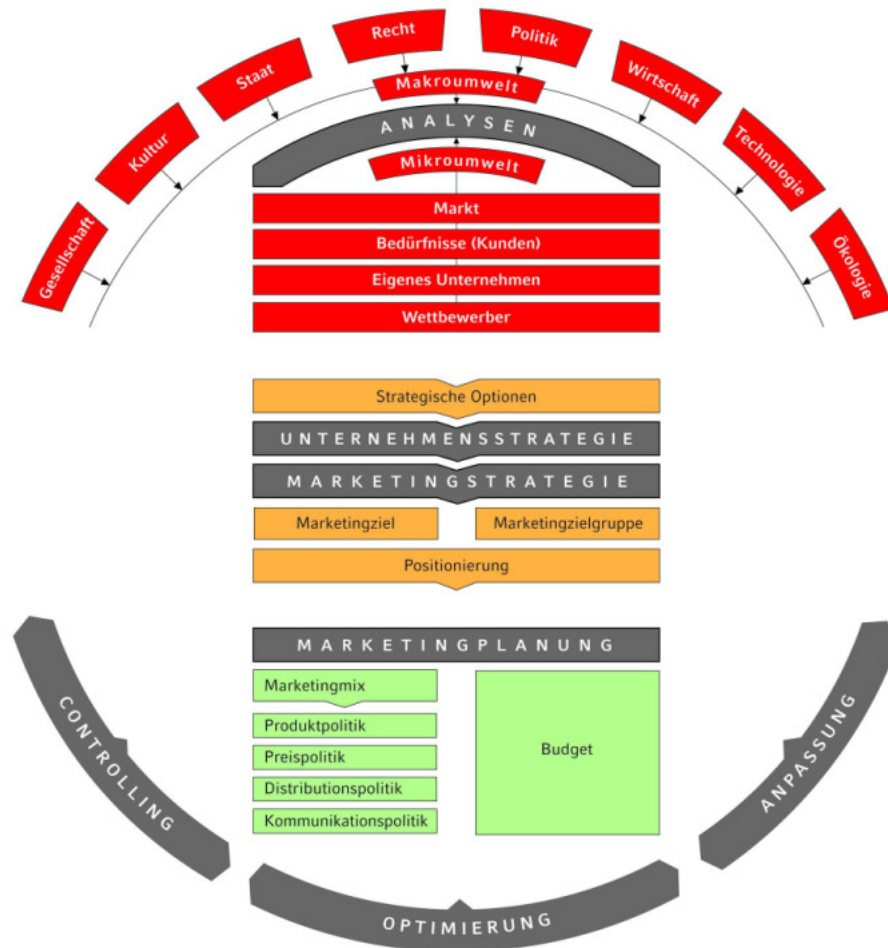 Recht
Politik
Staat
Wirtschaft
Kultur
Technologie
Gesellschaft
Ökologie
Makroumwelt
ANALYSEN
Mikroumwelt
Markt
Bedürfnisse (Kunden)
Eigenes Unternehmen
Wettbewerber
Strategische Optionen
UNTERNEHMENSSTRATEGIE
MARKETINGSTRATEGIE
Marketingziel
Marketingzielgruppe
Positionierung
MARKETINGPLANUNG
Marketingmix
Produktpolitik
Preispolitik
Distributionspolitik
Kommunikationspolitik
Budget
CONTROLLING
OPTIMIERUNG
ANPASSUNG